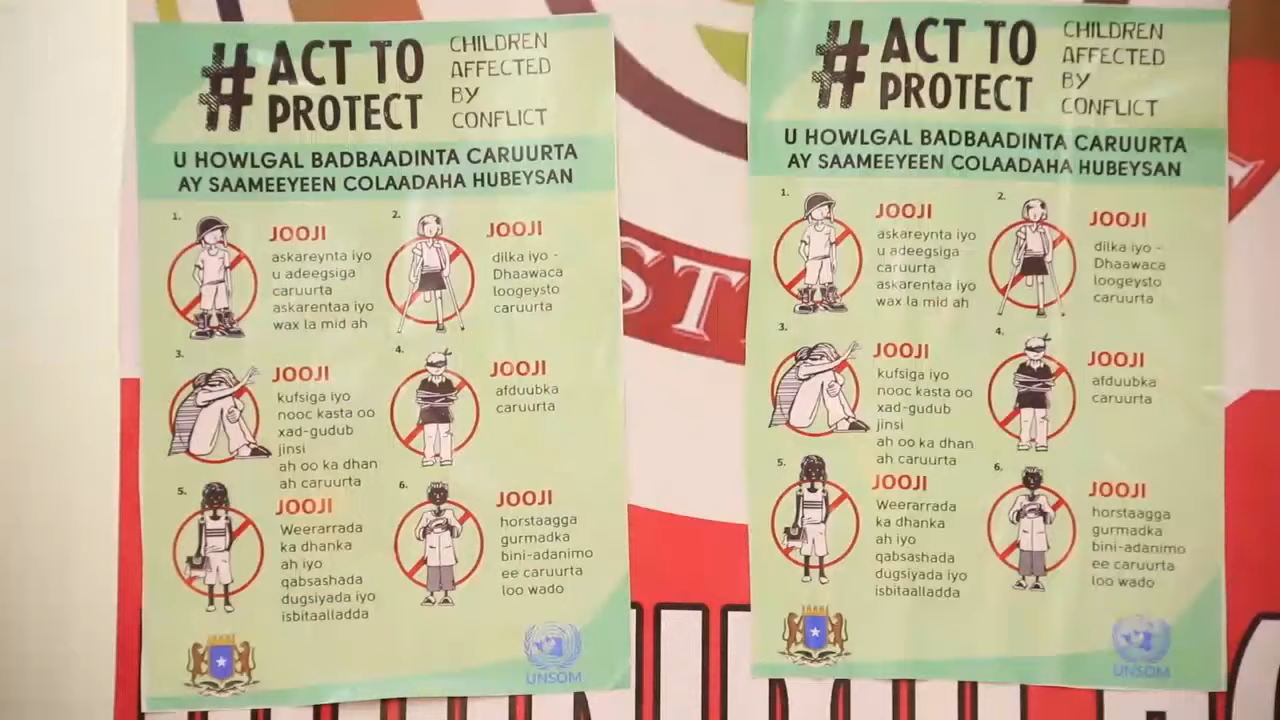 # ACT TO
PROTECT
CHILDREN
AFFECTED
BY
CONFLICT
U HOWLGAL BADBAADINTA CARUURTA
AY SAAMEEYEEN COLAADAHA HUBEYSAN
1.
JOOJI
askareynta iyo
u adeegsiga
caruurta
askarentaa iyo
wax la mid ah
2.
JOOJI
dilka iyo -
Dhaawaca
loogeysto
caruurta
3.
JOOJI
kufsiga iyo
nooc kasta oo
xad-gudub
jinsi
ah oo ka dhan
ah caruurta
4.
JOOJI
afduubka
caruurta
5.
JOOJI
Weerarrada
ka dhanka
ah iyo
qabsashada
dugsiyada iyo
isbitaalladda
6.
JOOJI
horstaagga
gurmadka
bini-adanimo
ee caruurta
loo wado
UNSOM
# ACT TO
PROTECT
CHILDREN
AFFECTED
BY
CONFLICT
U HOWLGAL BADBAADINTA CARUURTA
AY SAAMEEYEEN COLAADAHA HUBEYSAN
1.
JOOJI
askareynta iyo
u adeegsiga
caruurta
askarentaa iyo
wax la mid ah
2.
JOOJI
dilka iyo -
Dhaawaca
loogeysto
caruurta
3.
JOOJI
kufsiga iyo
nooc kasta oo
xad-gudub
jinsi
ah oo ka dhan
ah caruurta
4.
JOOJI
afduubka
caruurta
5.
JOOJI
Weerarrada
ka dhanka
ah iyo
qabsashada
dugsiyada iyo
isbitaalladda
6.
JOOJI
horstaagga
gurmadka
bini-adanimo
ee caruurta
loo wado
UNSOM